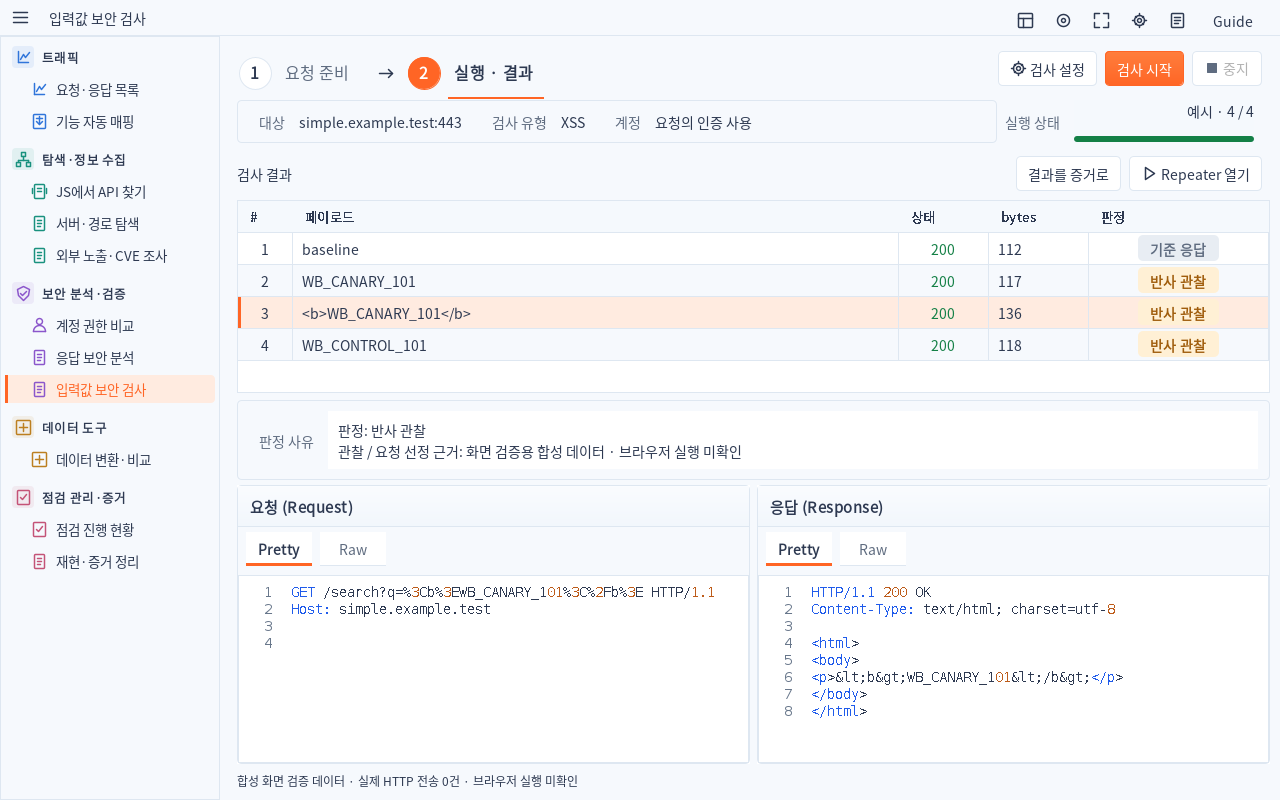 입력값 보안 검사
Guide
트래픽
요청·응답 목록
기능 자동 매핑
탐색·정보 수집
JS에서 API 찾기
서버·경로 탐색
외부 노출·CVE 조사
보안 분석·검증
계정 권한 비교
응답 보안 분석
입력값 보안 검사
데이터 도구
데이터 변환·비교
점검 관리·증거
점검 진행 현황
재현·증거 정리
1 요청 준비 → 2 실행 · 결과
검사 설정 검사 시작 중지
대상 simple.example.test:443 검사 유형 XSS 계정 요청의 인증 사용
실행 상태 예시 · 4 / 4
검사 결과
결과를 증거로 Repeater 열기
# 페이로드 상태 bytes 판정
1 baseline 200 112 기준 응답
2 WB_CANARY_101 200 117 반사 관찰
3 <b>WB_CANARY_101</b> 200 136 반사 관찰
4 WB_CONTROL_101 200 118 반사 관찰
판정 사유
판정: 반사 관찰
관찰 / 요청 선정 근거: 화면 검증용 합성 데이터 · 브라우저 실행 미확인
요청 (Request)
Pretty Raw
1 GET /search?q=%3Cb%3EWB_CANARY_101%3C%2Fb%3E HTTP/1.1
2 Host: simple.example.test
3
4
응답 (Response)
Pretty Raw
1 HTTP/1.1 200 OK
2 Content-Type: text/html; charset=utf-8
3
4 <html>
5 <body>
6 <p>&lt;b&gt;WB_CANARY_101&lt;/b&gt;</p>
7 </body>
8 </html>
합성 화면 검증 데이터 · 실제 HTTP 전송 0건 · 브라우저 실행 미확인